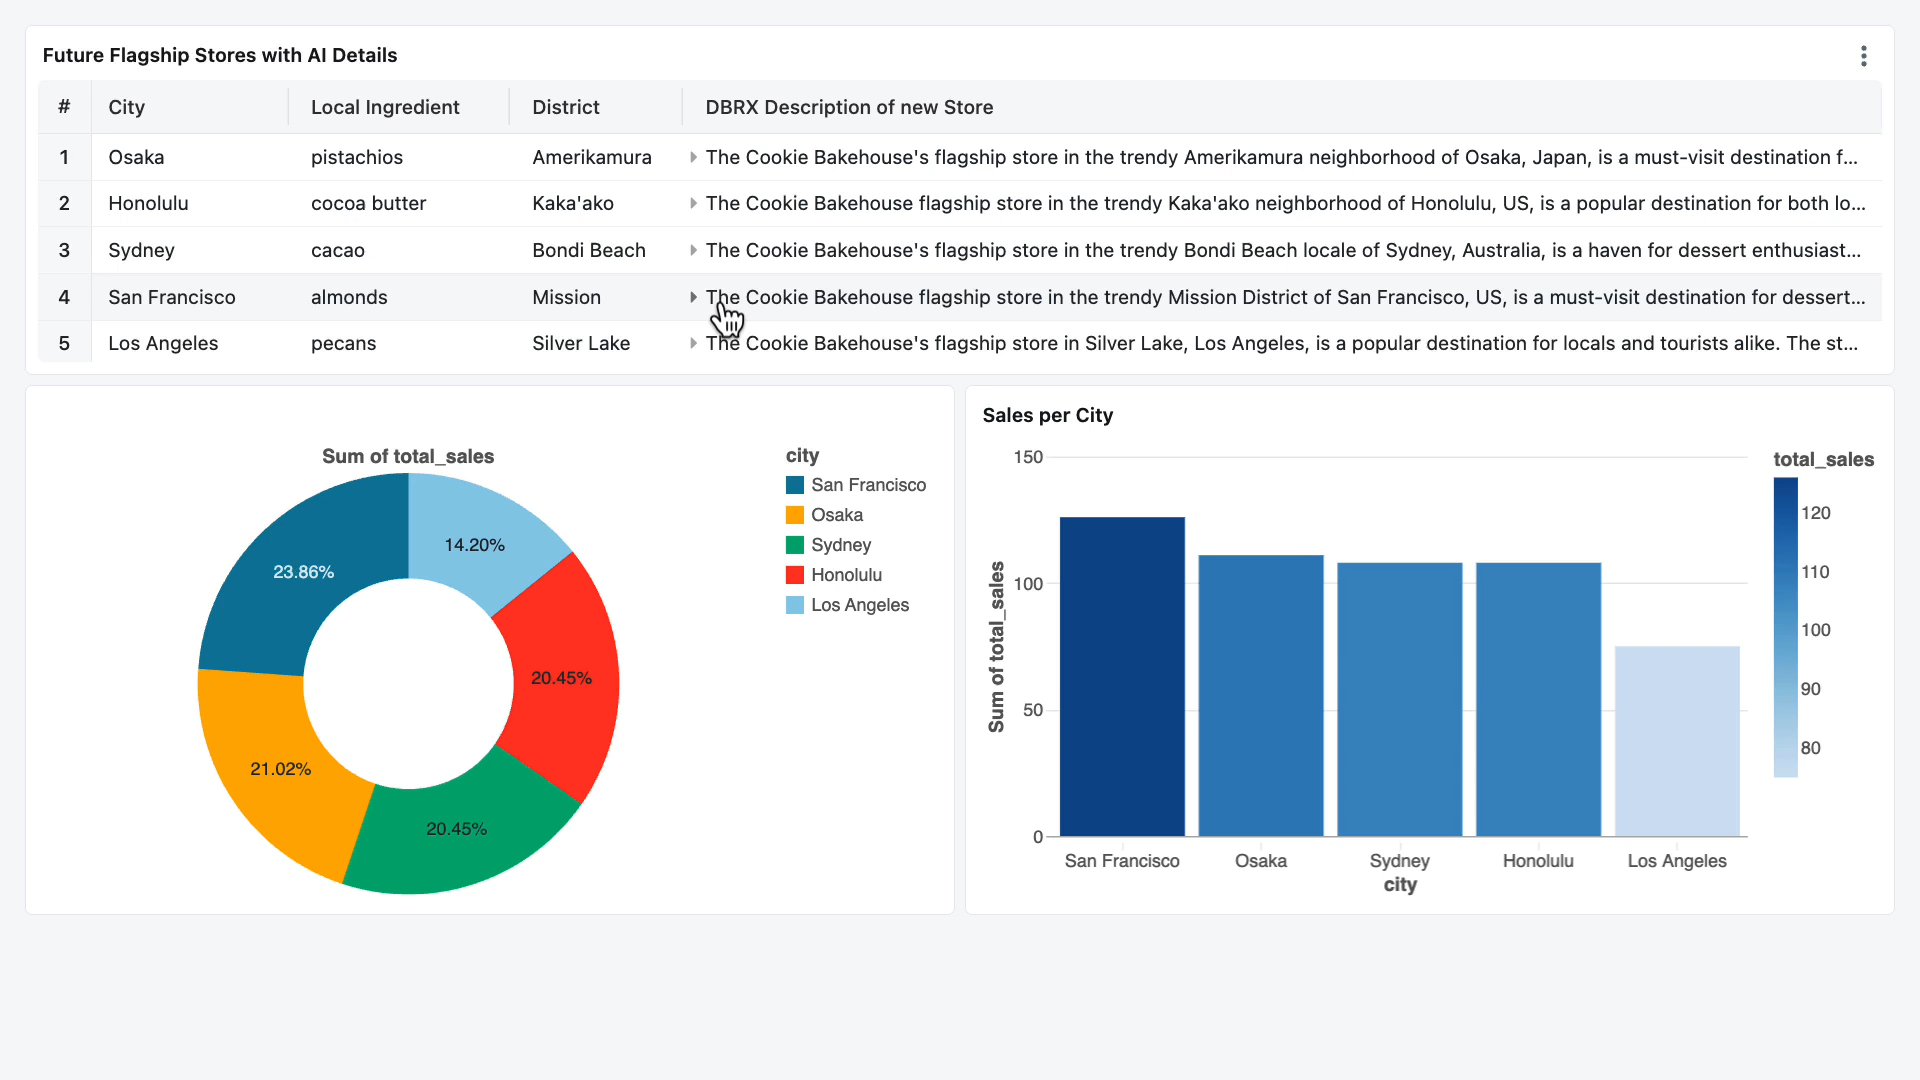 Future Flagship Stores with AI Details
# City Local Ingredient District DBRX Description of new Store
1 Osaka pistachios Amerikamura The Cookie Bakehouse's flagship store in the trendy Amerikamura neighborhood of Osaka, Japan, is a must-visit destination f...
2 Honolulu cocoa butter Kaka'ako The Cookie Bakehouse flagship store in the trendy Kaka'ako neighborhood of Honolulu, US, is a popular destination for both lo...
3 Sydney cacao Bondi Beach The Cookie Bakehouse's flagship store in the trendy Bondi Beach locale of Sydney, Australia, is a haven for dessert enthusiast...
4 San Francisco almonds Mission The Cookie Bakehouse flagship store in the trendy Mission District of San Francisco, US, is a must-visit destination for dessert...
5 Los Angeles pecans Silver Lake The Cookie Bakehouse's flagship store in Silver Lake, Los Angeles, is a popular destination for locals and tourists alike. The st...
Sum of total_sales
14.20%
23.86%
20.45%
21.02%
20.45%
city
San Francisco
Osaka
Sydney
Honolulu
Los Angeles
Sales per City
Sum of total_sales
150
100
50
0
San Francisco Osaka Sydney Honolulu Los Angeles
city
total_sales
120
110
100
90
80